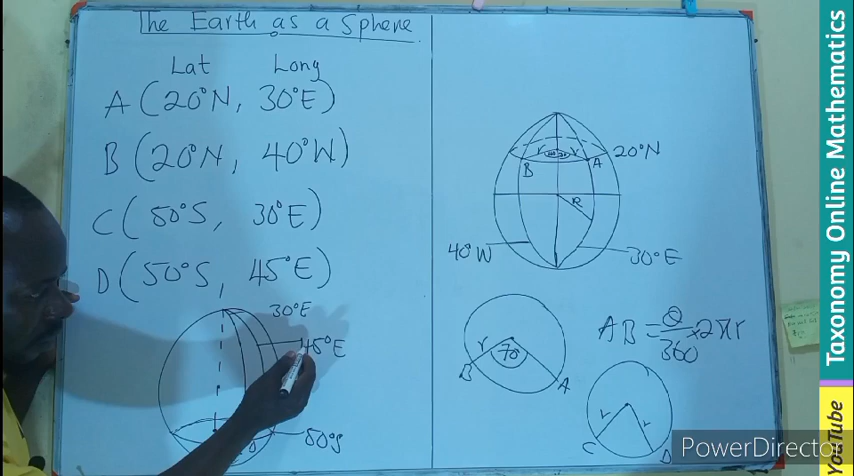 The Earth as a Sphere
Lat Long
A (20°N, 30°E)
B (20°N, 40°W)
C (50°S, 30°E)
D (50°S, 45°E)
30°E
45°E
50°S
20°N
r r
B A
R
40°W
30°E
r
70°
B
A
AB = θ/360 × 2πr
r r
C D
PowerDirector
Taxonomy Online Mathematics
YouTube